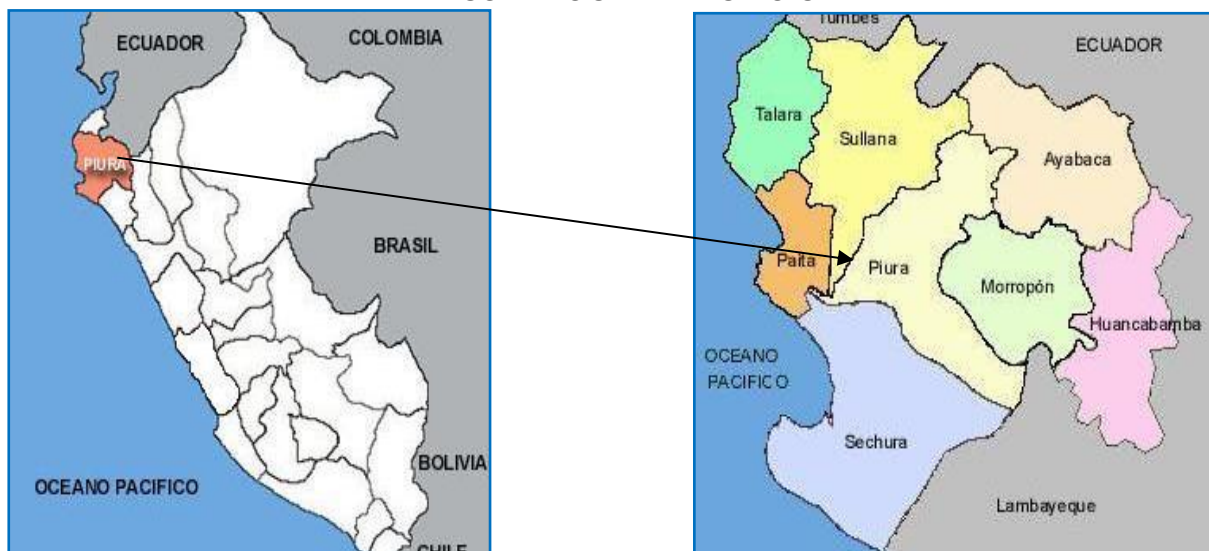 ECUADOR
COLOMBIA
PIURA
BRASIL
BOLIVIA
OCEANO PACIFICO
CHILE
Tumbes
ECUADOR
Talara
Sullana
Ayabaca
Paita
Piura
Morropón
Huancabamba
OCEANO
PACIFICO
Sechura
Lambayeque